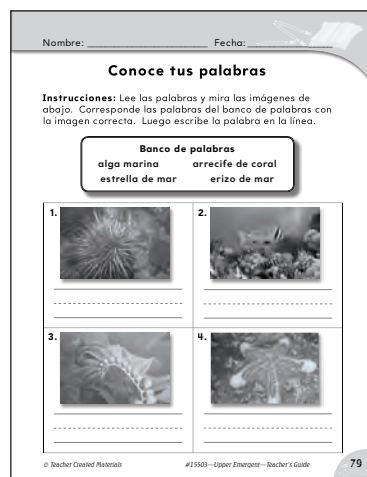 Nombre: ____________________ Fecha: ______________
Conoce tus palabras
Instrucciones: Lee las palabras y mira las imágenes de
abajo. Corresponde las palabras del banco de palabras con
la imagen correcta. Luego escribe la palabra en la línea.
Banco de palabras
alga marina arrecife de coral
estrella de mar erizo de mar
1. 2.
3. 4.
© Teacher Created Materials #15503—Upper Emergent—Teacher's Guide 79